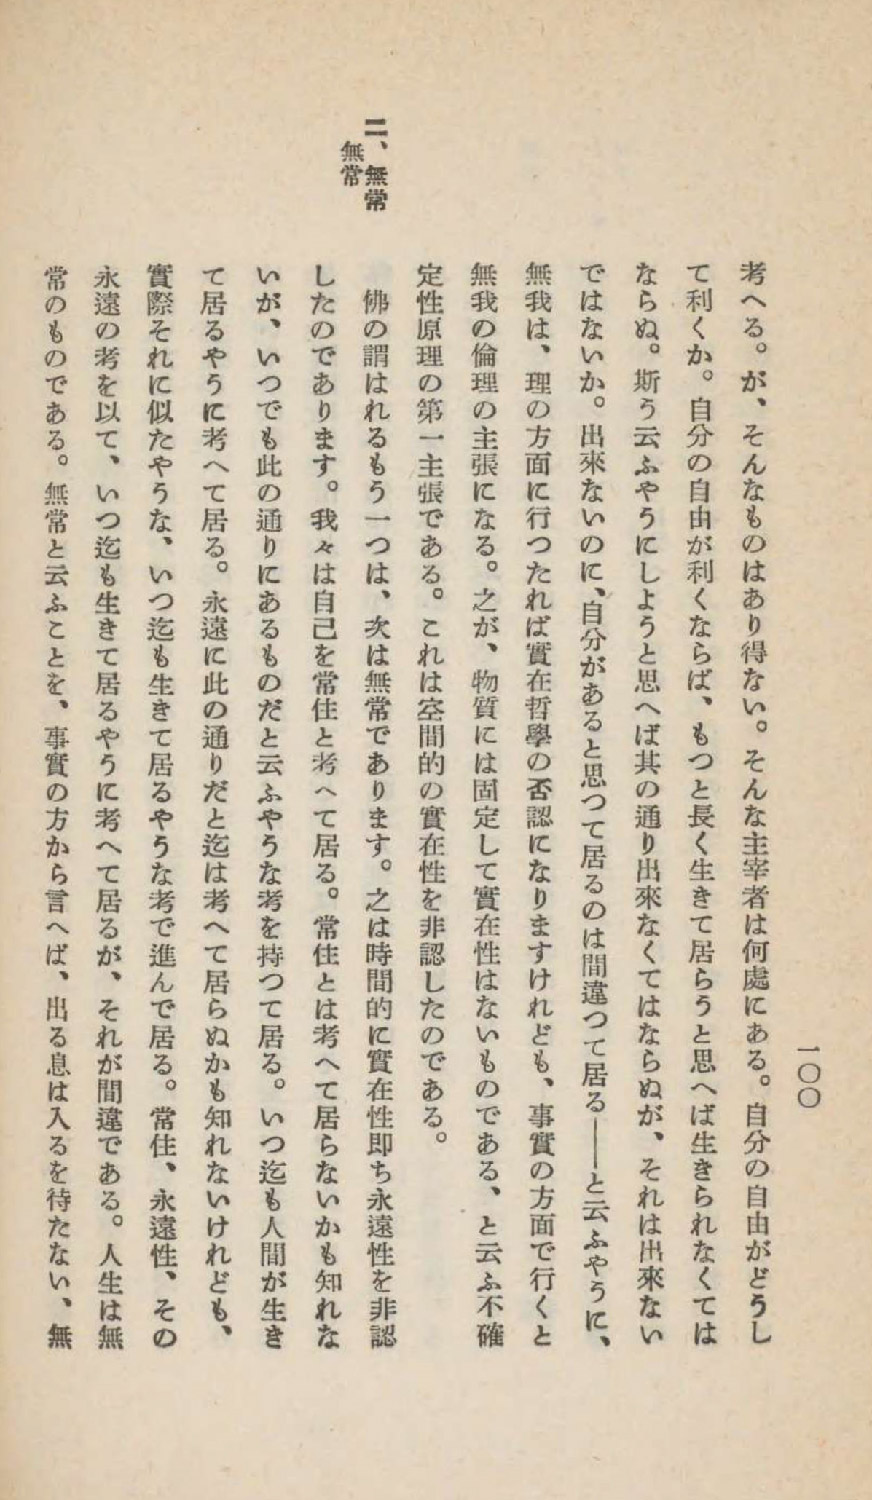 一〇〇
考へる。が、そんなものはあり得ない。そんな主宰者は何處にある。自分の自由がどうし
て利くか。自分の自由が利くならば、もつと長く生きて居らうと思へば生きられなくては
ならぬ。斯う云ふやうにしようと思へば其の通り出來なくてはならぬが、それは出來ない
ではないか。出來ないのに、自分があると思つて居るのは間違つて居る――と云ふやうに、
無我は、理の方面に行つたれば實在哲學の否認になりますけれども、事實の方面で行くと
無我の倫理の主張になる。之が、物質には固定して實在性はないものである、と云ふ不確
定性原理の第一主張である。これは空間的の實在性を非認したのである。
二、無常
無常
佛の謂はれるもう一つは、次は無常であります。之は時間的に實在性即ち永遠性を非認
したのであります。我々は自己を常住と考へて居る。常住とは考へて居らないかも知れな
いが、いつでも此の通りにあるものだと云ふやうな考を持つて居る。いつ迄も人間が生き
て居るやうに考へて居る。永遠に此の通りだと迄は考へて居らぬかも知れないけれども、
實際それに似たやうな、いつ迄も生きて居るやうな考で進んで居る。常住、永遠性、その
永遠の考を以て、いつ迄も生きて居るやうに考へて居るが、それが間違である。人生は無
常のものである。無常と云ふことを、事實の方から言へば、出る息は入るを待たない、無